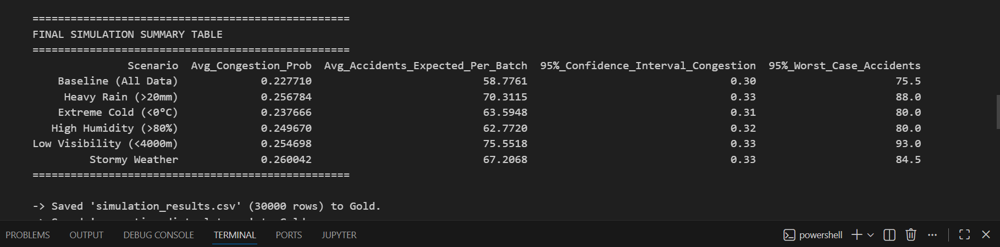 ==================================================
FINAL SIMULATION SUMMARY TABLE
==================================================
Scenario Avg_Congestion_Prob Avg_Accidents_Expected_Per_Batch 95%_Confidence_Interval_Congestion 95%_Worst_Case_Accidents
Baseline (All Data) 0.227710 58.7761 0.30 75.5
Heavy Rain (>20mm) 0.256784 70.3115 0.33 88.0
Extreme Cold (<0°C) 0.237666 63.5948 0.31 80.0
High Humidity (>80%) 0.249670 62.7720 0.32 80.0
Low Visibility (<4000m) 0.254698 75.5518 0.33 93.0
Stormy Weather 0.260042 67.2068 0.33 84.5
==================================================
-> Saved 'simulation_results.csv' (30000 rows) to Gold.
PROBLEMS OUTPUT DEBUG CONSOLE TERMINAL PORTS JUPYTER powershell